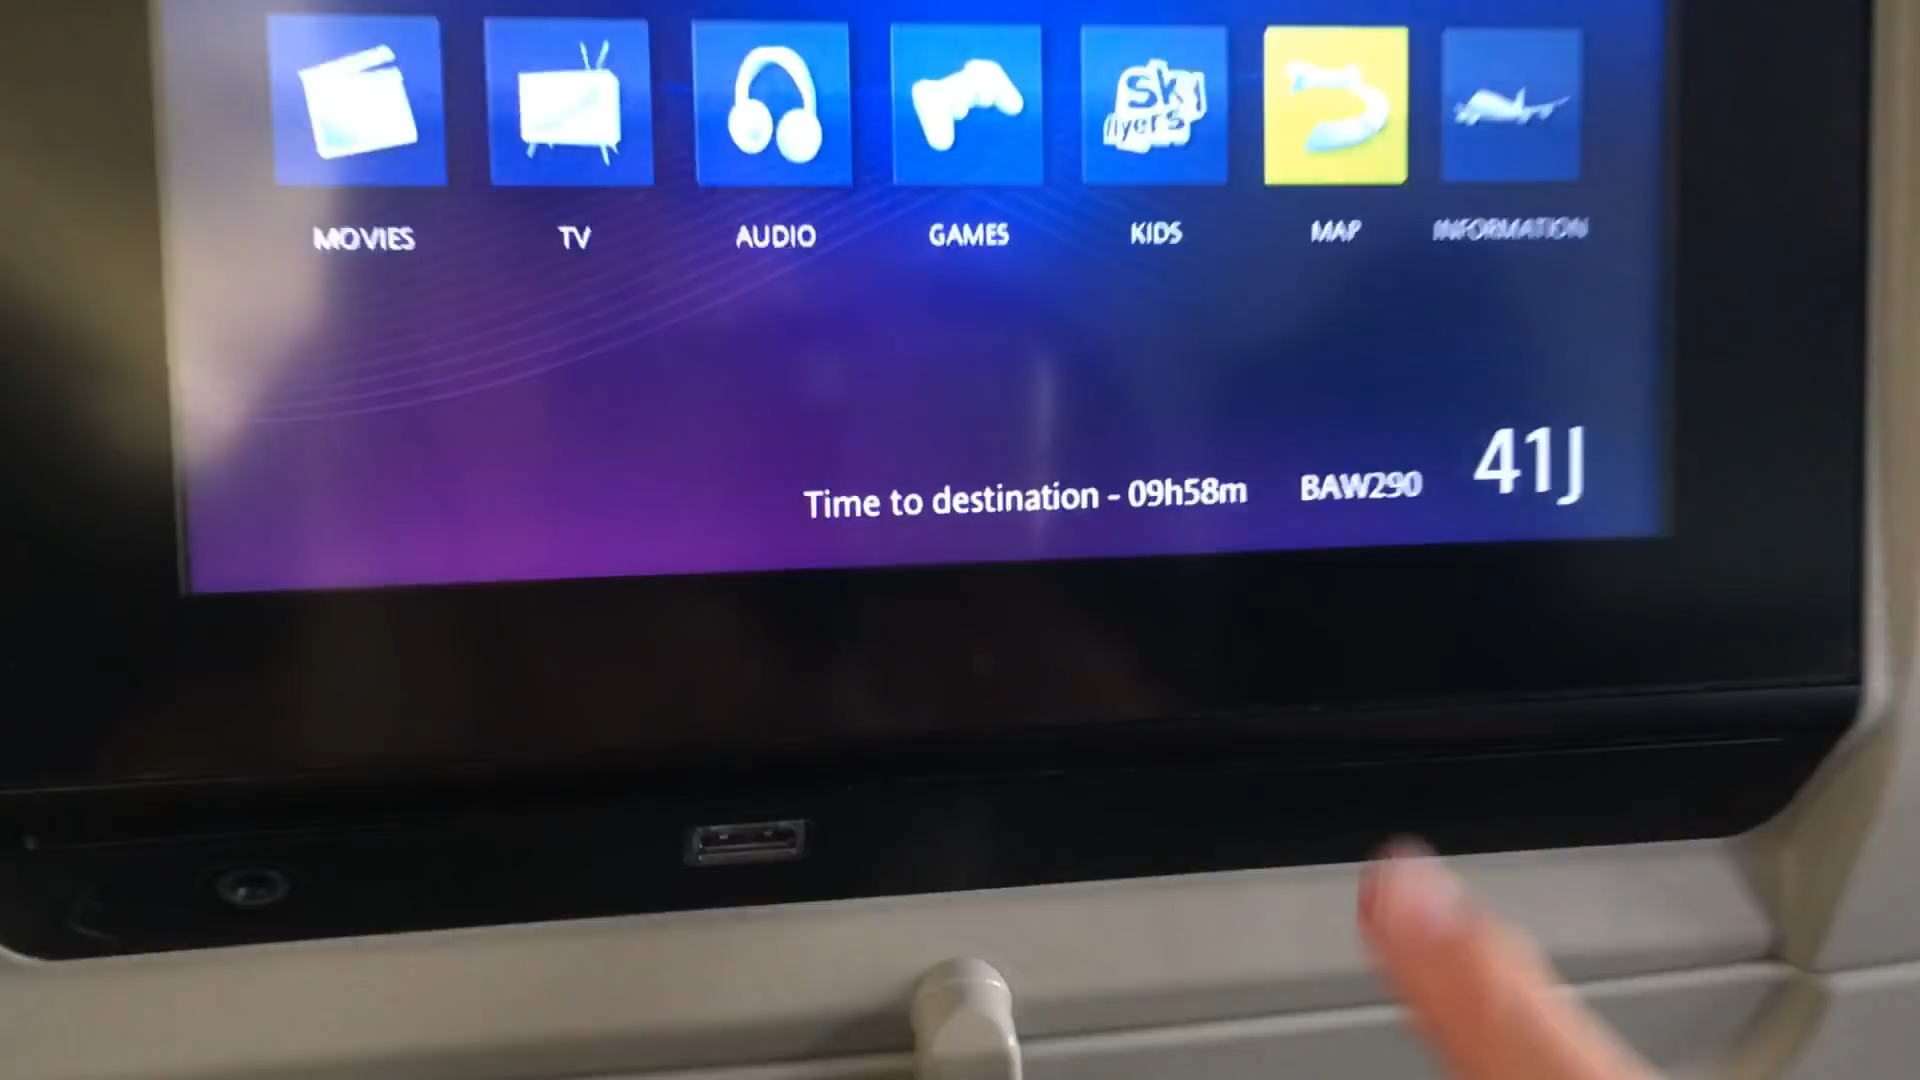 Sky
flyers
MOVIES TV AUDIO GAMES KIDS MAP INFORMATION
Time to destination - 09h58m BAW290 41J